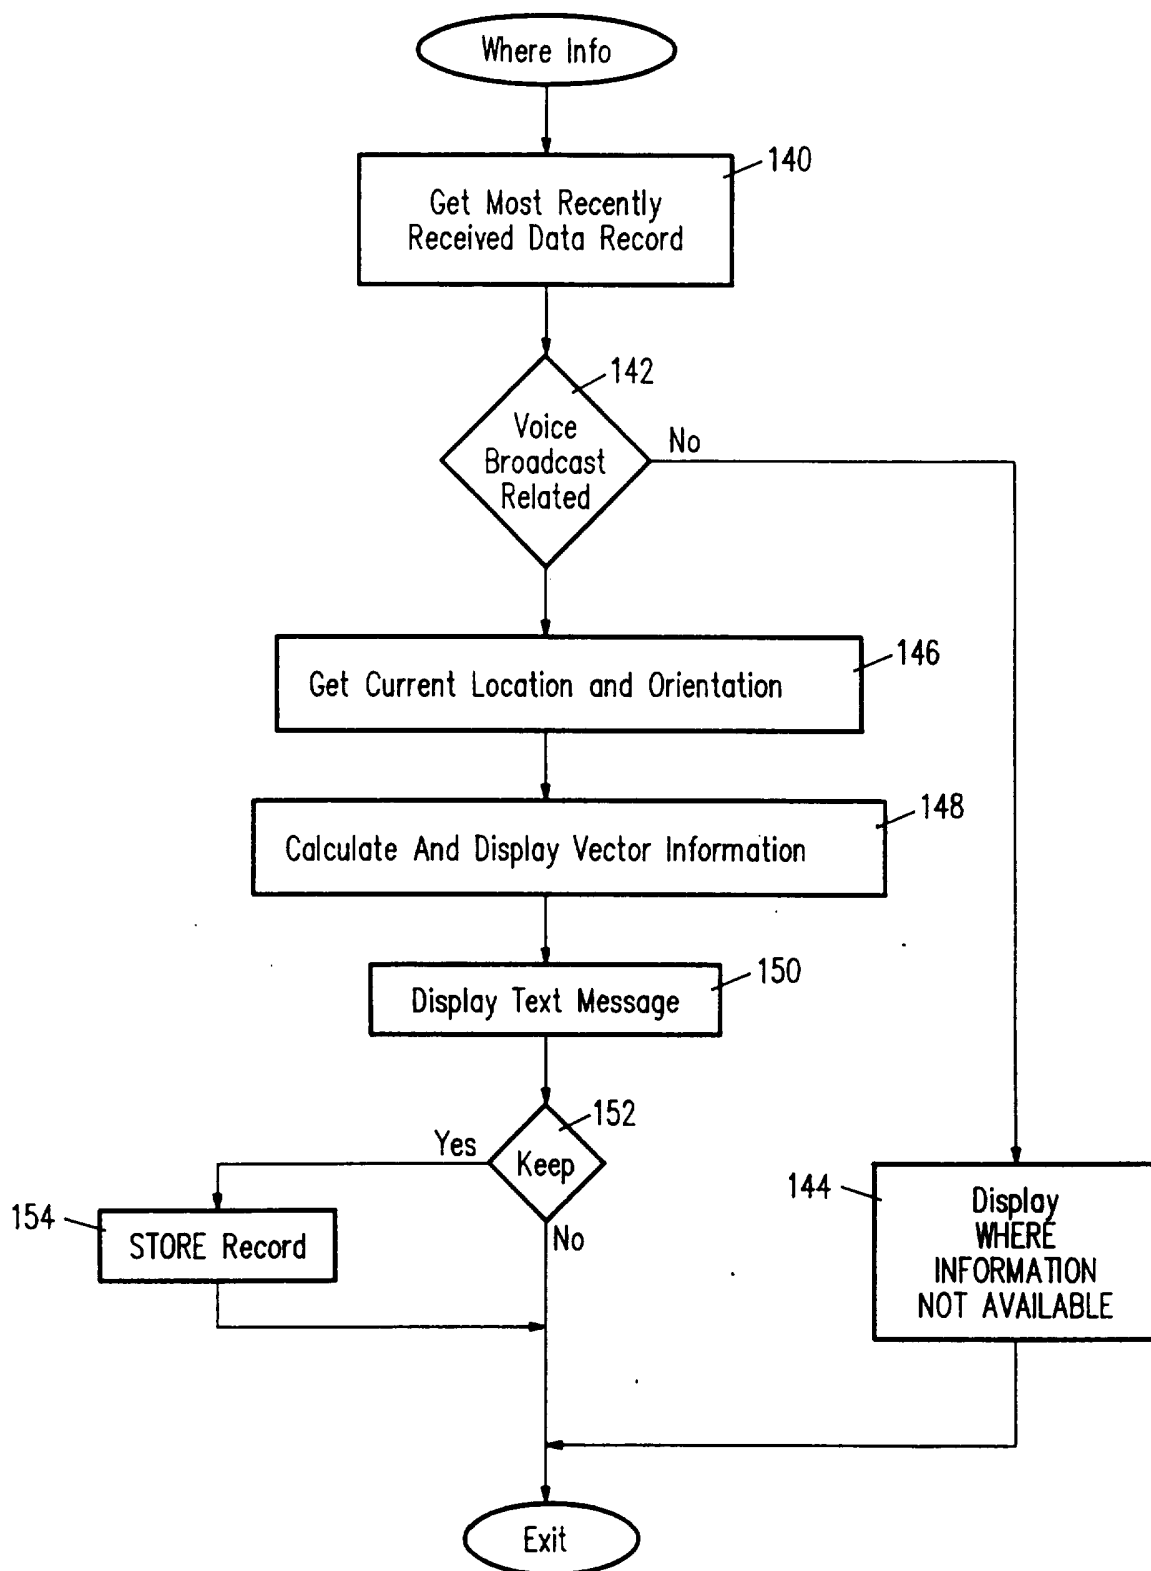 Where Info
140
Get Most Recently
Received Data Record
142
Voice
Broadcast
Related
No
146
Get Current Location and Orientation
148
Calculate And Display Vector Information
150
Display Text Message
152
Yes
Keep
144
Display
WHERE
INFORMATION
NOT AVAILABLE
154
STORE Record
No
Exit